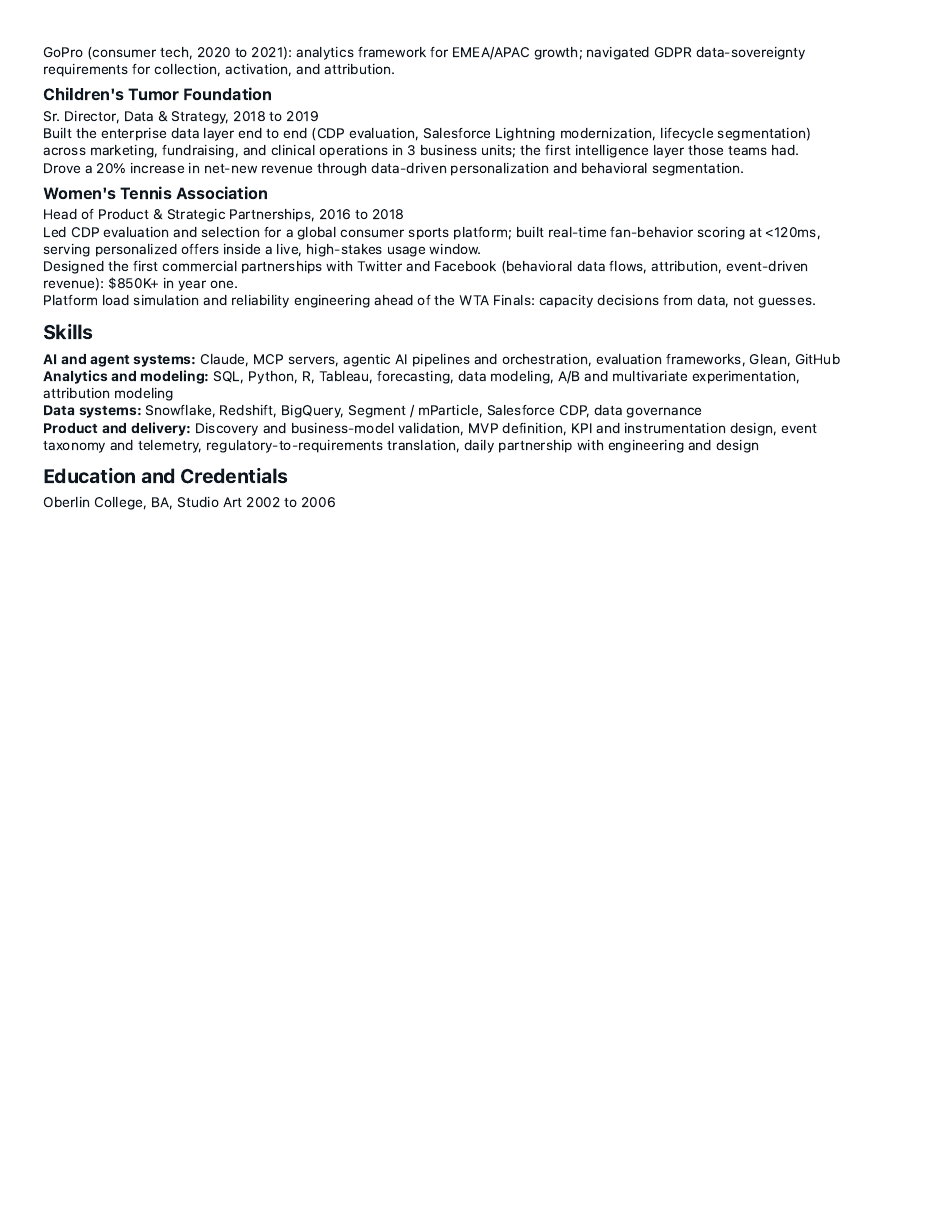 GoPro (consumer tech, 2020 to 2021): analytics framework for EMEA/APAC growth; navigated GDPR data-sovereignty
requirements for collection, activation, and attribution.
Children's Tumor Foundation
Sr. Director, Data & Strategy, 2018 to 2019
Built the enterprise data layer end to end (CDP evaluation, Salesforce Lightning modernization, lifecycle segmentation)
across marketing, fundraising, and clinical operations in 3 business units; the first intelligence layer those teams had.
Drove a 20% increase in net-new revenue through data-driven personalization and behavioral segmentation.
Women's Tennis Association
Head of Product & Strategic Partnerships, 2016 to 2018
Led CDP evaluation and selection for a global consumer sports platform; built real-time fan-behavior scoring at <120ms,
serving personalized offers inside a live, high-stakes usage window.
Designed the first commercial partnerships with Twitter and Facebook (behavioral data flows, attribution, event-driven
revenue): $850K+ in year one.
Platform load simulation and reliability engineering ahead of the WTA Finals: capacity decisions from data, not guesses.
Skills
AI and agent systems: Claude, MCP servers, agentic AI pipelines and orchestration, evaluation frameworks, Glean, GitHub
Analytics and modeling: SQL, Python, R, Tableau, forecasting, data modeling, A/B and multivariate experimentation,
attribution modeling
Data systems: Snowflake, Redshift, BigQuery, Segment / mParticle, Salesforce CDP, data governance
Product and delivery: Discovery and business-model validation, MVP definition, KPI and instrumentation design, event
taxonomy and telemetry, regulatory-to-requirements translation, daily partnership with engineering and design
Education and Credentials
Oberlin College, BA, Studio Art 2002 to 2006